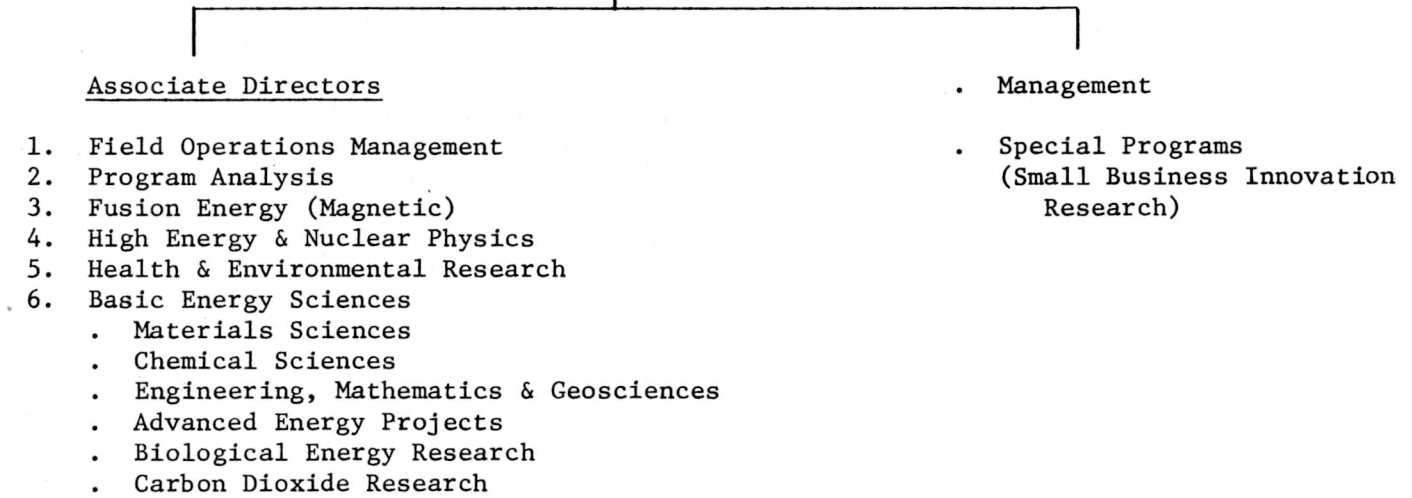 Associate Directors
1. Field Operations Management
2. Program Analysis
3. Fusion Energy (Magnetic)
4. High Energy & Nuclear Physics
5. Health & Environmental Research
6. Basic Energy Sciences
. Materials Sciences
. Chemical Sciences
. Engineering, Mathematics & Geosciences
. Advanced Energy Projects
. Biological Energy Research
. Carbon Dioxide Research
. Management
. Special Programs
(Small Business Innovation
Research)